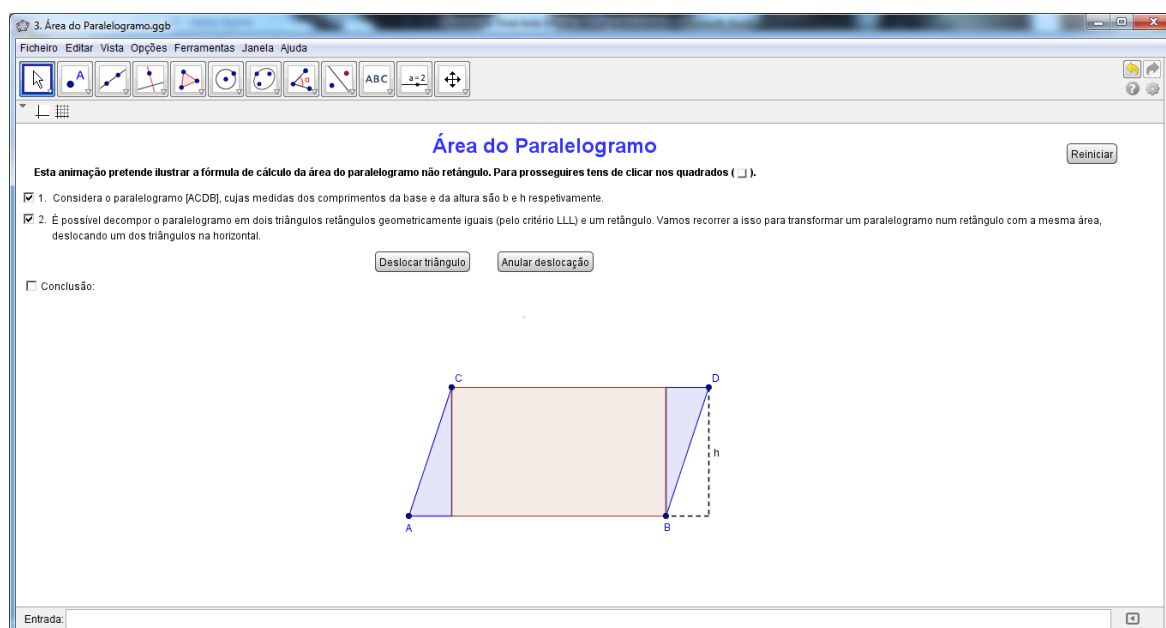 3. Área do Paralelogramo.ggb
Ficheiro Editar Vista Opções Ferramentas Janela Ajuda
A
α
ABC
a=2
Área do Paralelogramo
Reiniciar
Esta animação pretende ilustrar a fórmula de cálculo da área do paralelogramo não retângulo. Para prosseguires tens de clicar nos quadrados ( ).
1. Considera o paralelogramo [ACDB], cujas medidas dos comprimentos da base e da altura são b e h respetivamente.
2. É possível decompor o paralelogramo em dois triângulos retângulos geometricamente iguais (pelo critério LLL) e um retângulo. Vamos recorrer a isso para transformar um paralelogramo num retângulo com a mesma área,
deslocando um dos triângulos na horizontal.
Deslocar triângulo Anular deslocação
Conclusão:
C D
h
A B
Entrada: